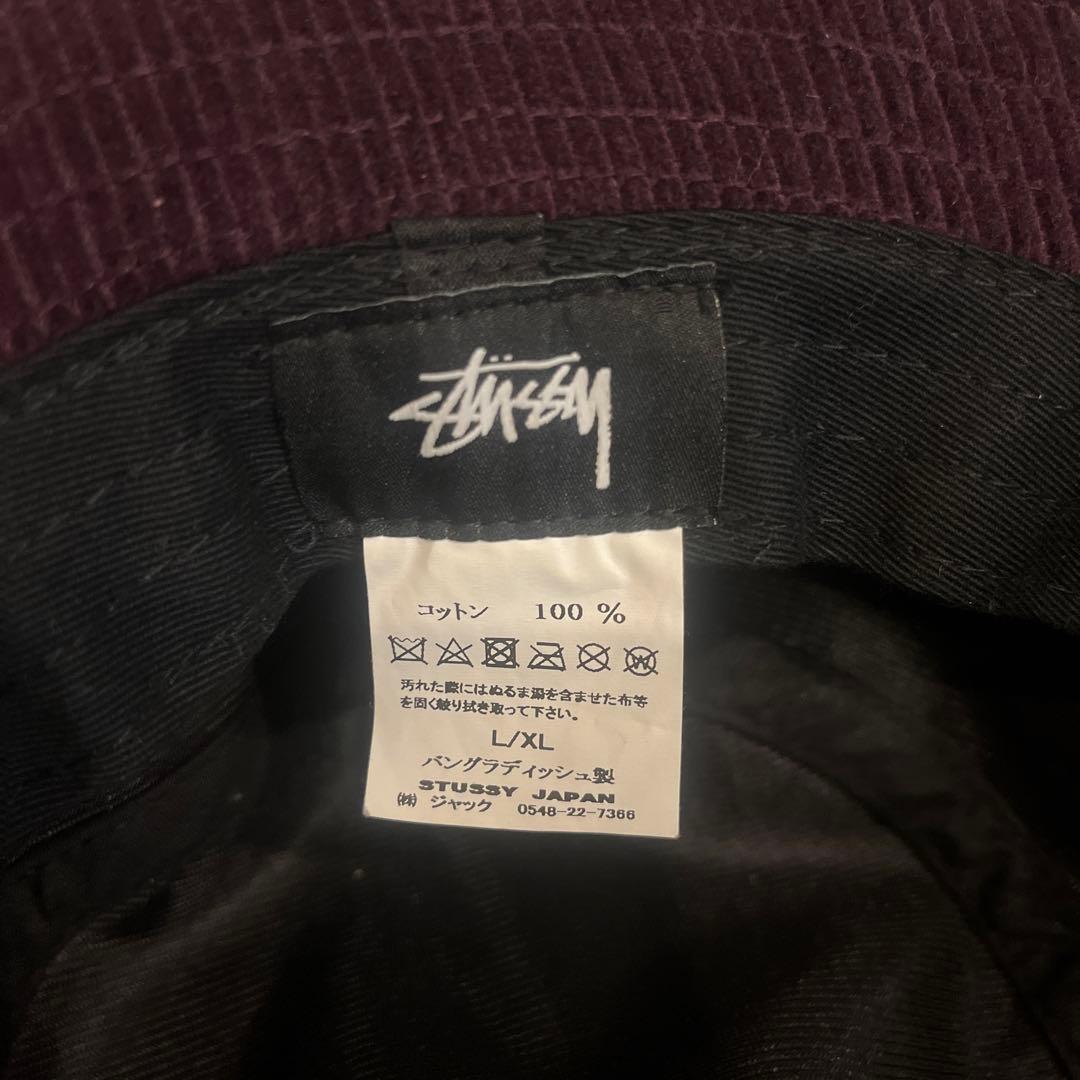 Stüssy
コットン 100 %
W
汚れた際にはぬるま湯を含ませた布等
を固く絞り拭き取って下さい。
L/XL
バングラディッシュ製
STUSSY JAPAN
㈱ ジャック 0548-22-7366